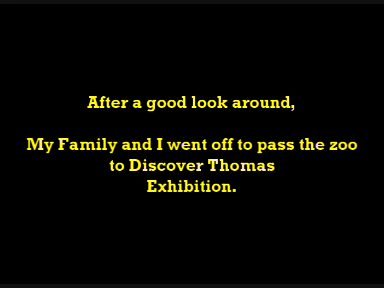 After a good look around,
My Family and I went off to pass the zoo
to Discover Thomas
Exhibition.